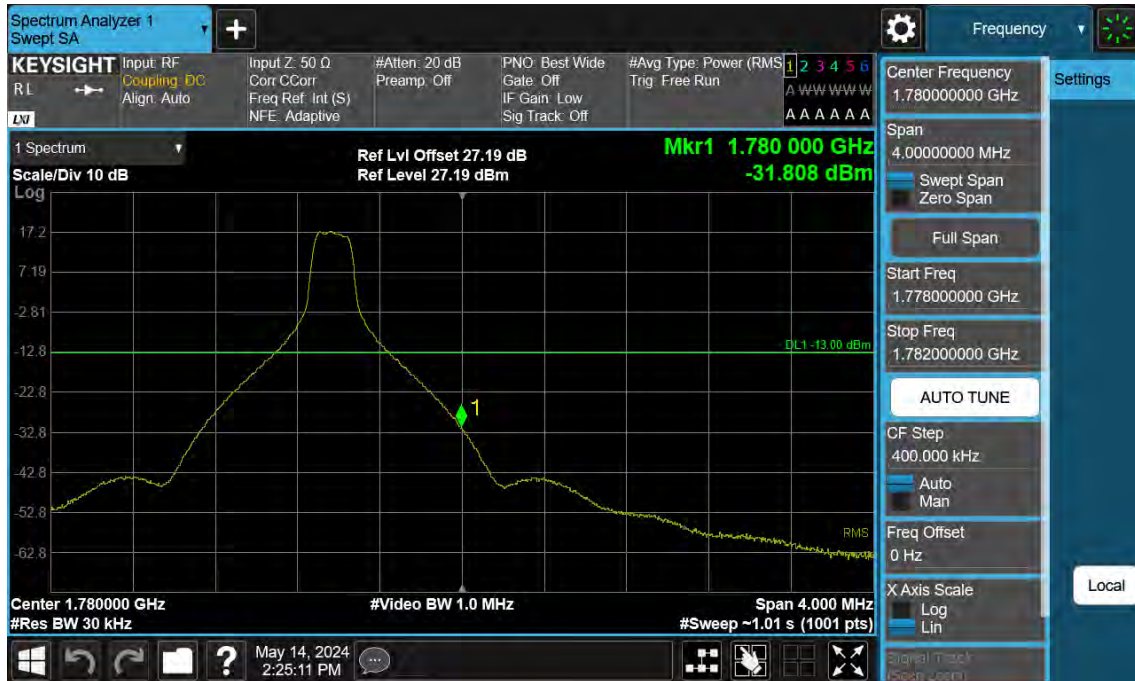 Spectrum Analyzer 1
Swept SA
Frequency
KEYSIGHT
RL
LXI
Input: RF
Coupling: DC
Align: Auto
Input Z: 50 Ω
Corr CCorr
Freq Ref: Int (S)
NFE: Adaptive
#Atten: 20 dB
Preamp: Off
PNO: Best Wide
Gate: Off
IF Gain: Low
Sig Track: Off
#Avg Type: Power (RMS
Trig: Free Run
1 2 3 4 5 6
A W W W W W
A A A A A A
1 Spectrum
Scale/Div 10 dB
Log
Ref Lvl Offset 27.19 dB
Ref Level 27.19 dBm
Mkr1 1.780 000 GHz
-31.808 dBm
17.2
7.19
-2.81
-12.8
-22.8
-32.8
-42.8
-52.8
-62.8
DL1 -13.00 dBm
1
RMS
Center 1.780000 GHz
#Res BW 30 kHz
#Video BW 1.0 MHz
Span 4.000 MHz
#Sweep ~1.01 s (1001 pts)
May 14, 2024
2:25:11 PM
Center Frequency
1.780000000 GHz
Span
4.00000000 MHz
Swept Span
Zero Span
Full Span
Start Freq
1.778000000 GHz
Stop Freq
1.782000000 GHz
AUTO TUNE
CF Step
400.000 kHz
Auto
Man
Freq Offset
0 Hz
X Axis Scale
Log
Lin
Signal Track
(Span Zoom)
Settings
Local